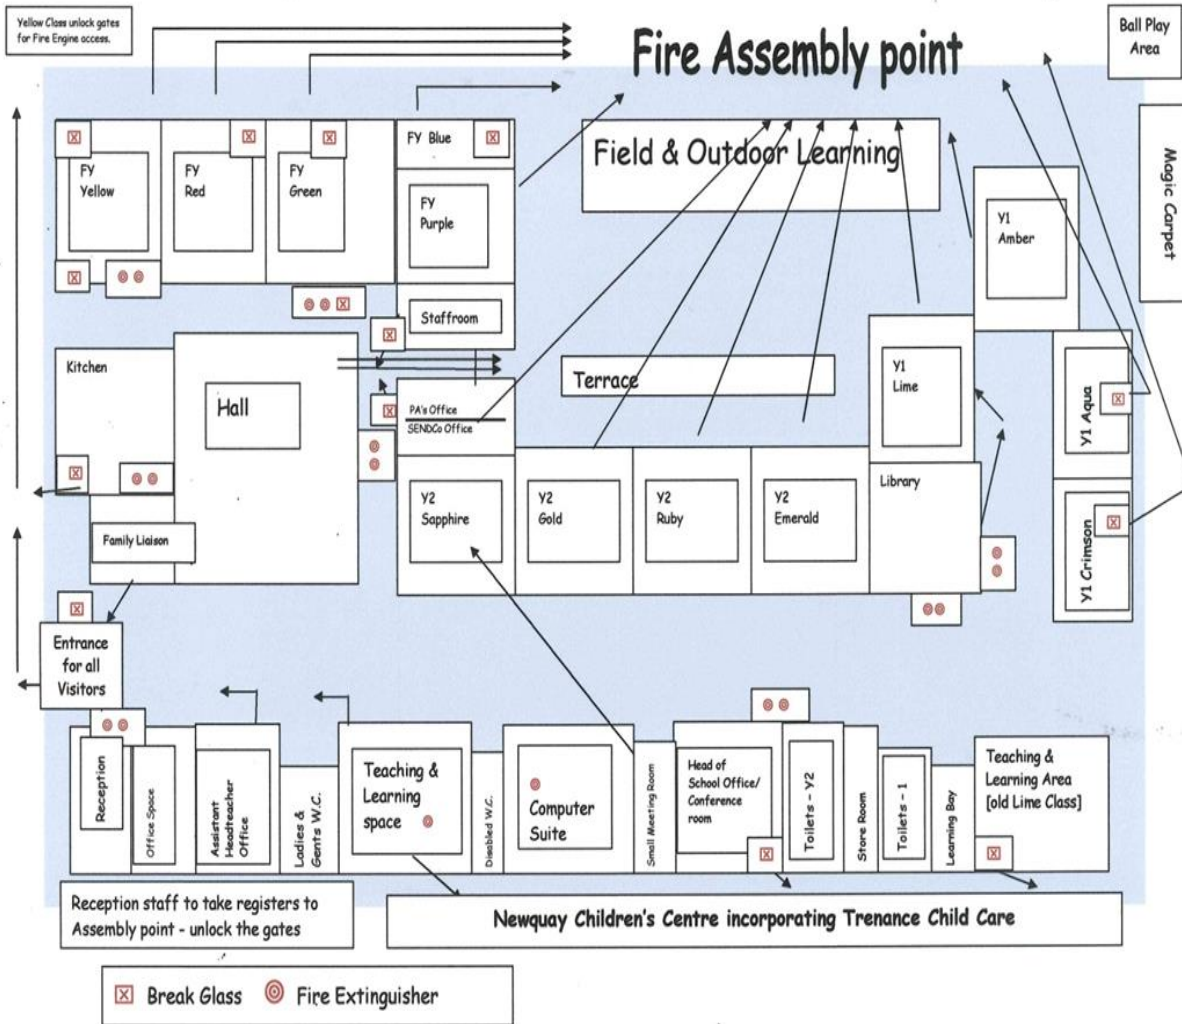 Yellow Class unlock gates
for Fire Engine access.
Fire Assembly point
Ball Play
Area
FY
Yellow
FY
Red
FY
Green
FY Blue
FY
Purple
Staffroom
Field & Outdoor Learning
Y1
Amber
Magic Carpet
Kitchen
Hall
PA's Office
SENDCo Office
Terrace
Y1
Lime
Y1 Aqua
Family Liaison
Y2
Sapphire
Y2
Gold
Y2
Ruby
Y2
Emerald
Library
Y1 Crimson
Entrance
for all
Visitors
Reception
Office Space
Assistant
Headteacher
Office
Ladies &
Gents W.C.
Teaching &
Learning
space
Disabled W.C.
Computer
Suite
Small Meeting Room
Head of
School Office/
Conference
room
Toilets - Y2
Store Room
Toilets - 1
Learning Bay
Teaching &
Learning Area
[old Lime Class]
Reception staff to take registers to
Assembly point - unlock the gates
Newquay Children's Centre incorporating Trenance Child Care
Break Glass
Fire Extinguisher